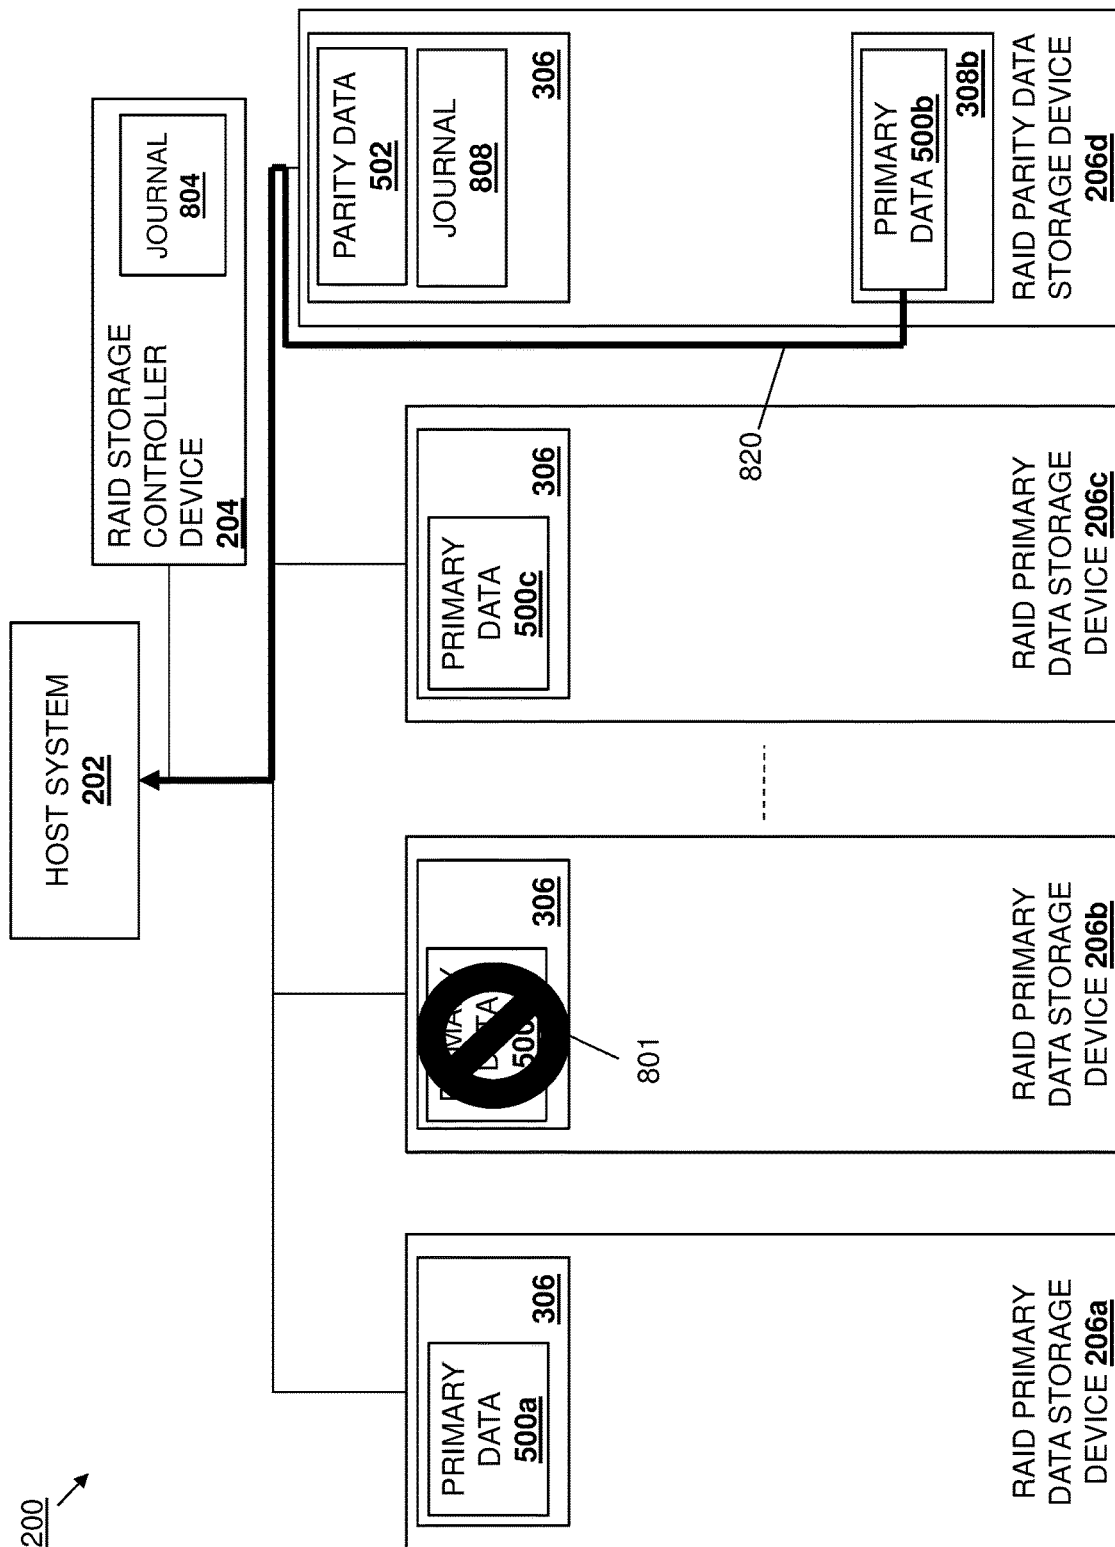 200
HOST SYSTEM
202
RAID STORAGE
CONTROLLER
DEVICE
204
JOURNAL
804
PRIMARY
DATA
500a
306
RAID PRIMARY
DATA STORAGE
DEVICE 206a
306
801
RAID PRIMARY
DATA STORAGE
DEVICE 206b
PRIMARY
DATA
500c
306
RAID PRIMARY
DATA STORAGE
DEVICE 206c
820
PARITY DATA
502
JOURNAL
808
306
PRIMARY
DATA 500b
308b
RAID PARITY DATA
STORAGE DEVICE
206d